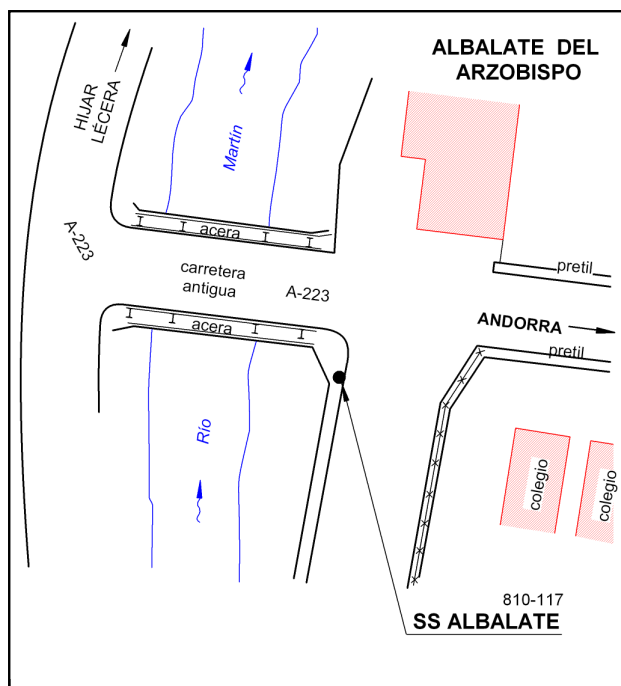 ALBALATE DEL
ARZOBISPO
HIJAR
LÉCERA
Martín
A-223
acera
carretera
antigua
A-223
pretil
ANDORRA
acera
pretil
Río
colegio
colegio
810-117
SS ALBALATE